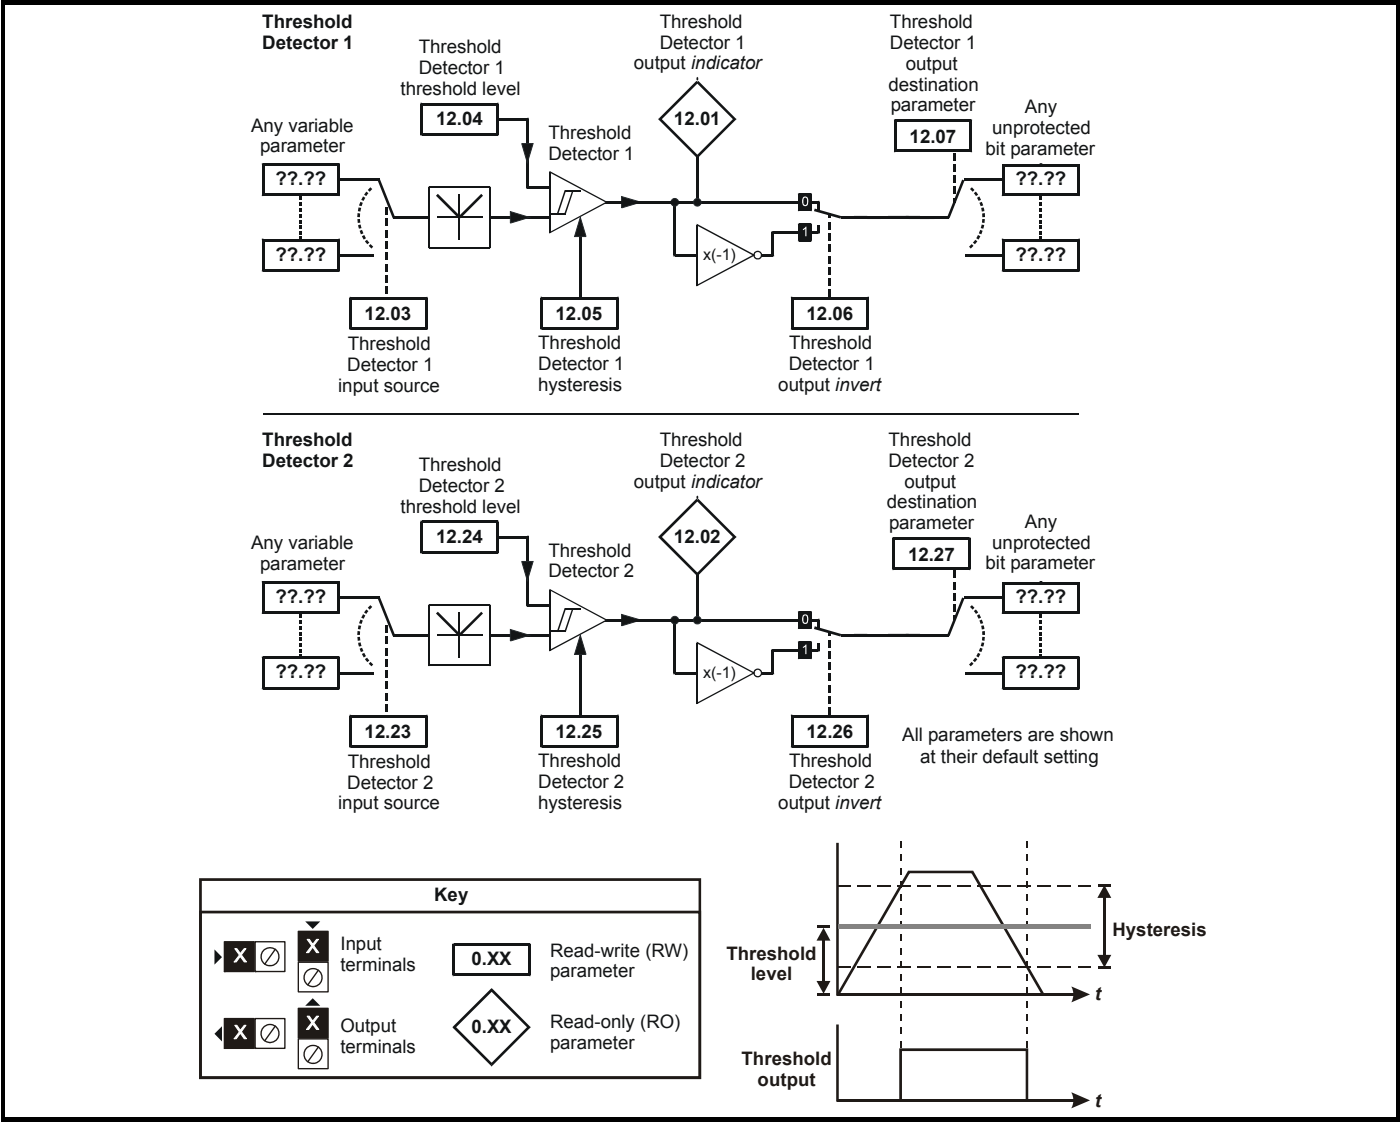 Threshold
Detector 1
Threshold
Detector 1
threshold level
12.04
Threshold
Detector 1
output indicator
12.01
Threshold
Detector 1
output
destination
parameter
12.07
Any variable
parameter
??.??
??.??
Threshold
Detector 1
Any
unprotected
bit parameter
??.??
??.??
0
1
x(-1)
12.03
Threshold
Detector 1
input source
12.05
Threshold
Detector 1
hysteresis
12.06
Threshold
Detector 1
output invert
Threshold
Detector 2
Threshold
Detector 2
threshold level
12.24
Threshold
Detector 2
output indicator
12.02
Threshold
Detector 2
output
destination
parameter
12.27
Any variable
parameter
??.??
??.??
Threshold
Detector 2
Any
unprotected
bit parameter
??.??
??.??
0
1
x(-1)
12.23
Threshold
Detector 2
input source
12.25
Threshold
Detector 2
hysteresis
12.26
Threshold
Detector 2
output invert
All parameters are shown
at their default setting
Key
X
X
Input
terminals
0.XX
Read-write (RW)
parameter
X
X
Output
terminals
0.XX
Read-only (RO)
parameter
Threshold
level
Hysteresis
t
Threshold
output
t